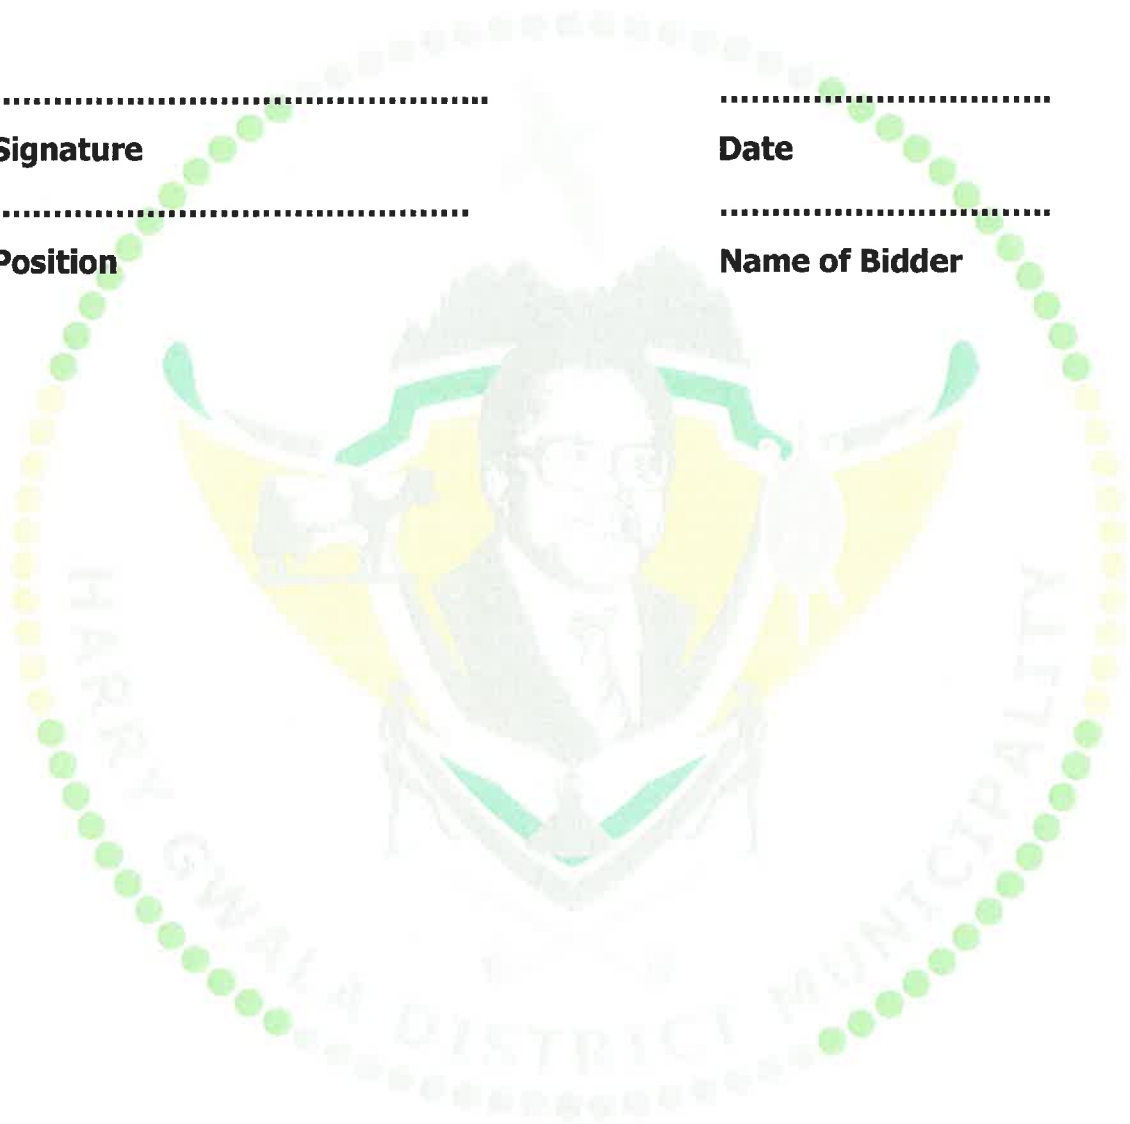 ................................................ ................................
Signature Date
.............................................. ................................
Position Name of Bidder
HARRY GWALA DISTRICT MUNICIPALITY